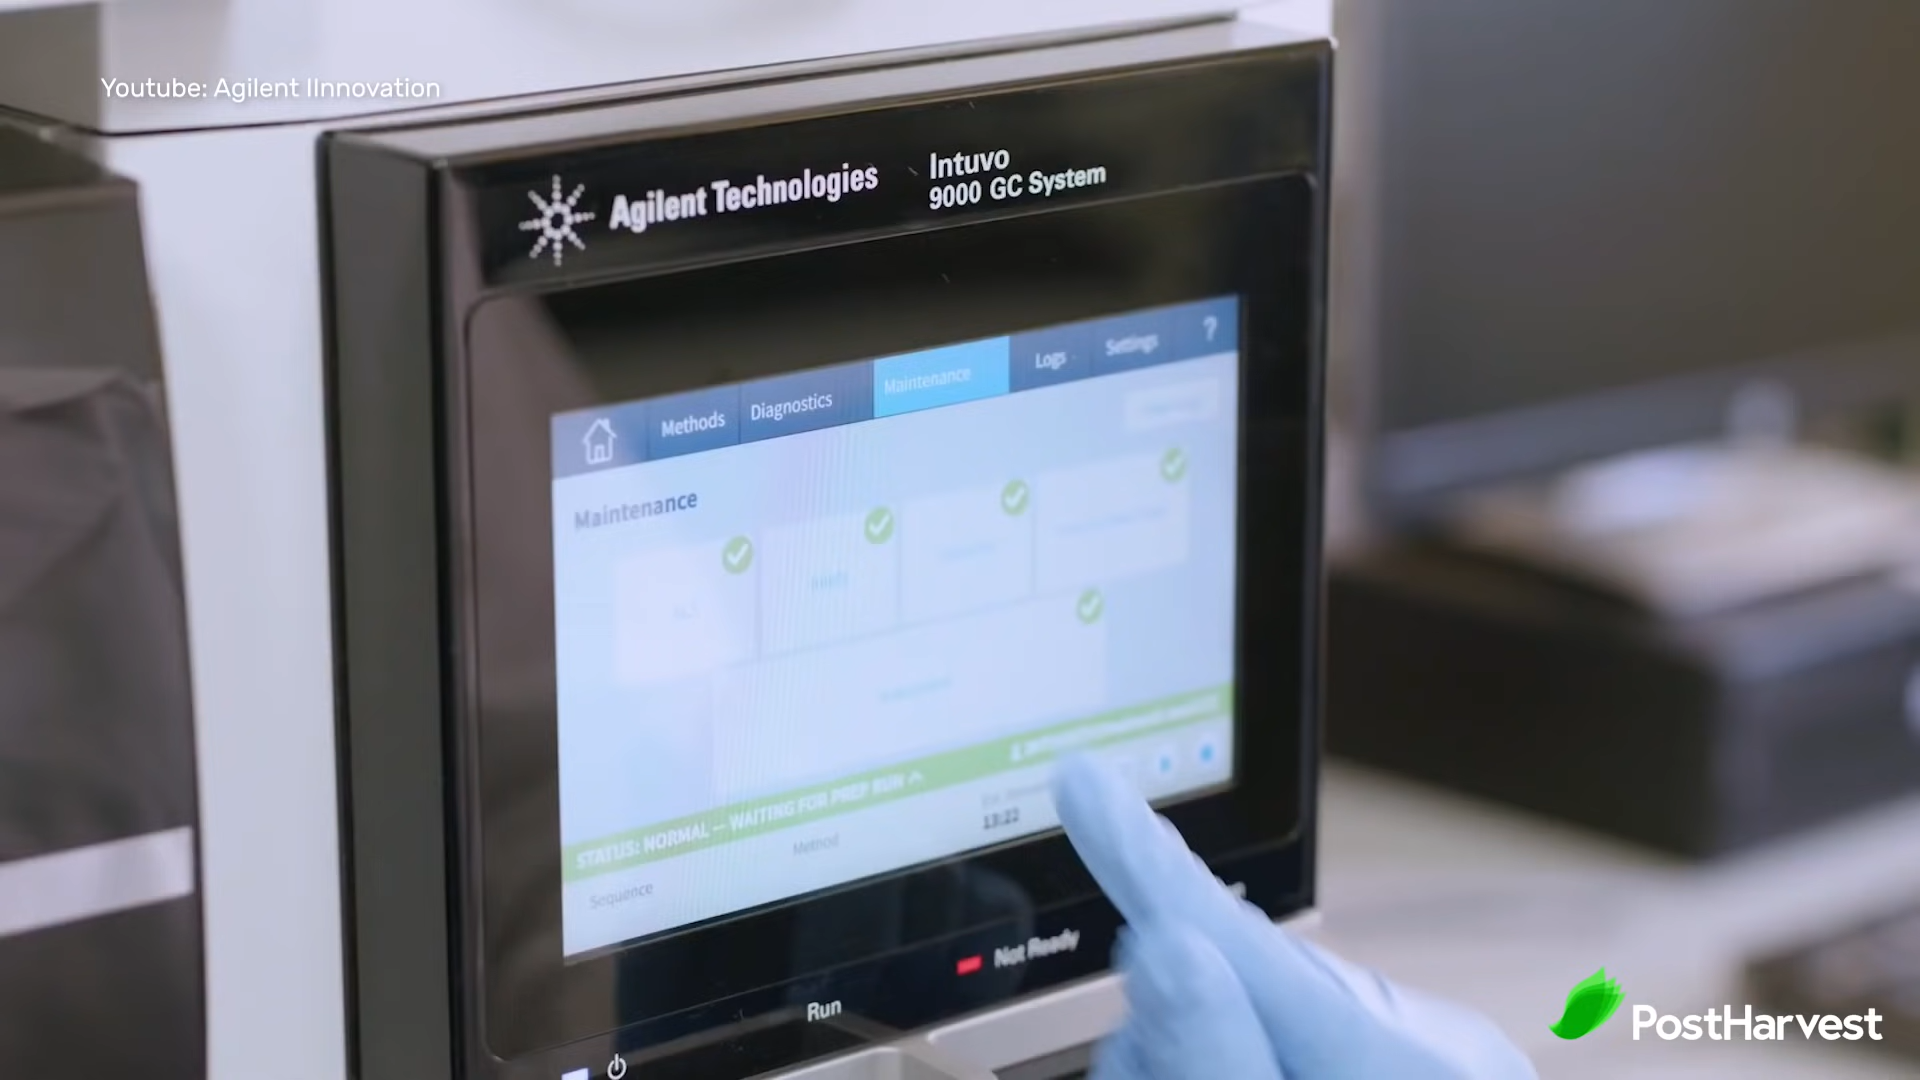 Youtube: Agilent IInnovation
Agilent Technologies
Intuvo
9000 GC System
Methods
Diagnostics
Maintenance
Logs
Settings
?
Maintenance
STATUS: NORMAL — WAITING FOR PREP RUN
Method
13:22
Sequence
Not Ready
Run
PostHarvest